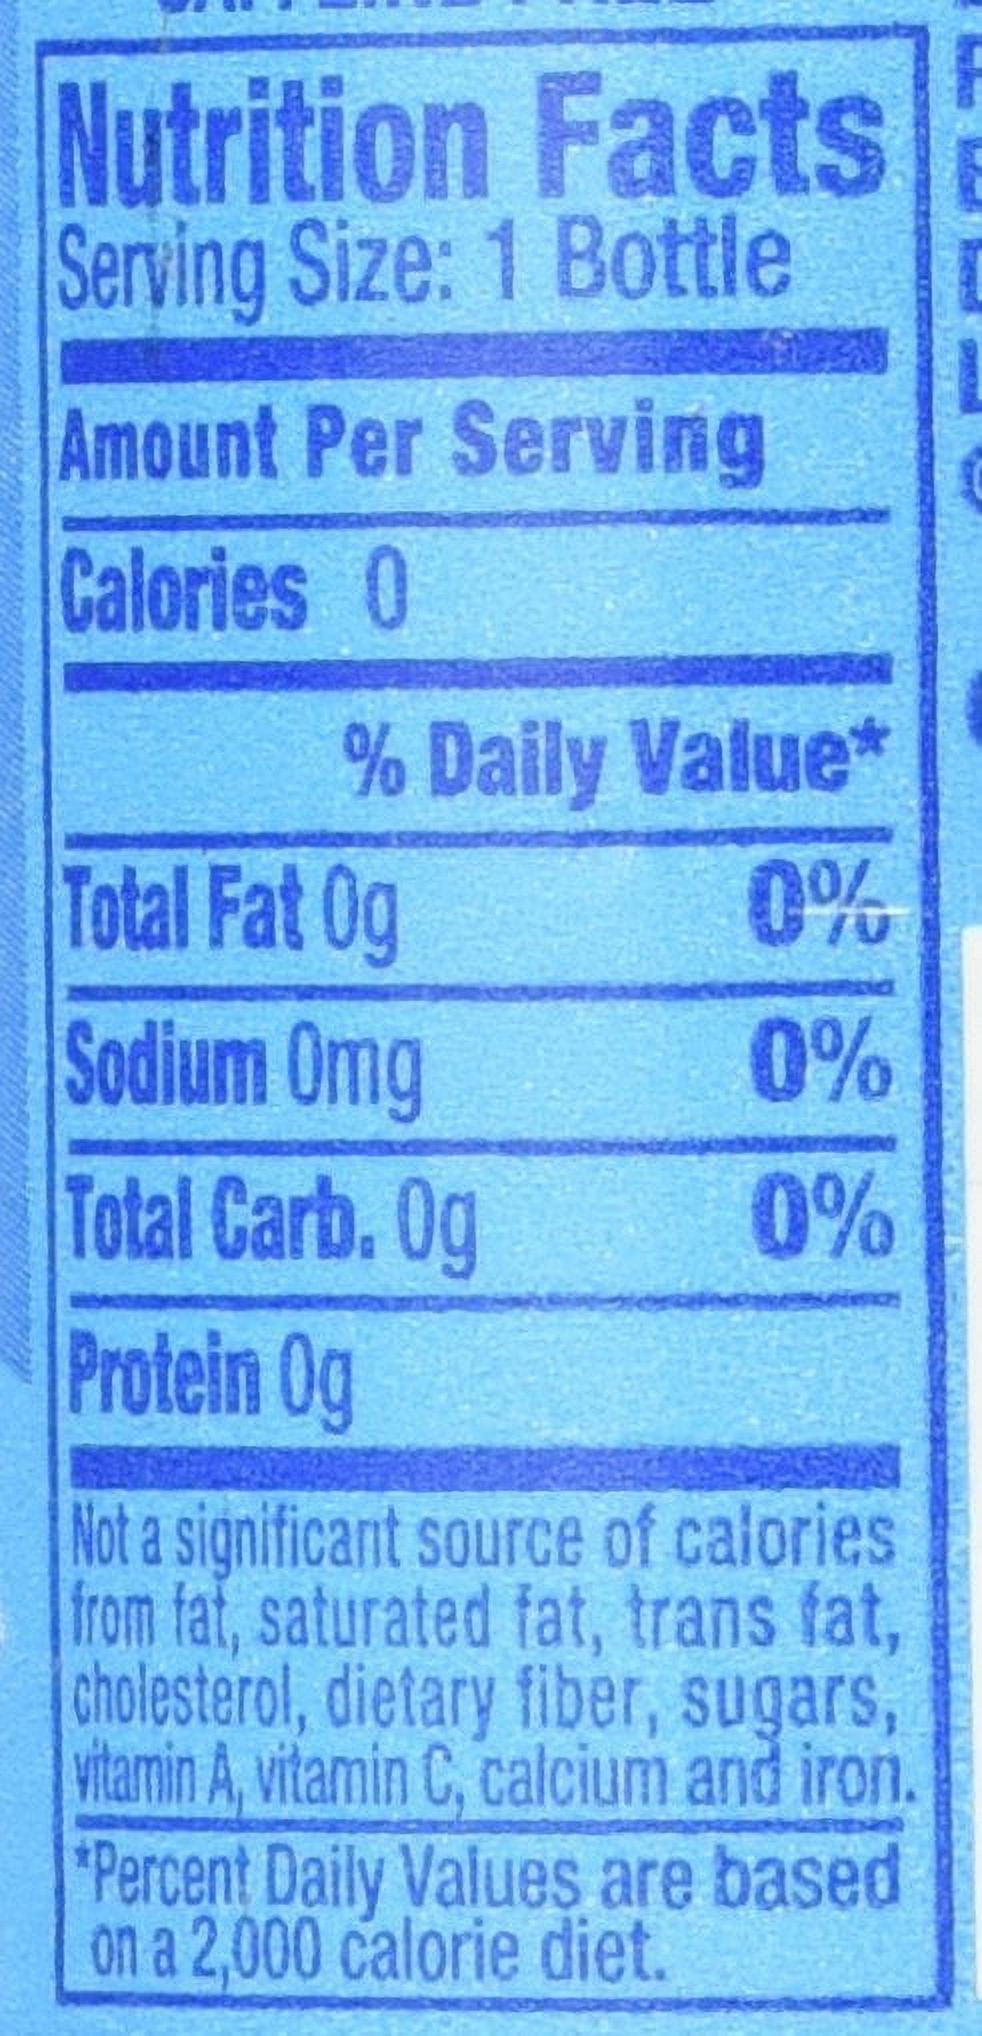 CAFFEINE FREE
Nutrition Facts
Serving Size: 1 Bottle
Amount Per Serving
Calories 0
% Daily Value*
Total Fat 0g 0%
Sodium 0mg 0%
Total Carb. 0g 0%
Protein 0g
Not a significant source of calories
from fat, saturated fat, trans fat,
cholesterol, dietary fiber, sugars,
vitamin A, vitamin C, calcium and iron.
*Percent Daily Values are based
on a 2,000 calorie diet.